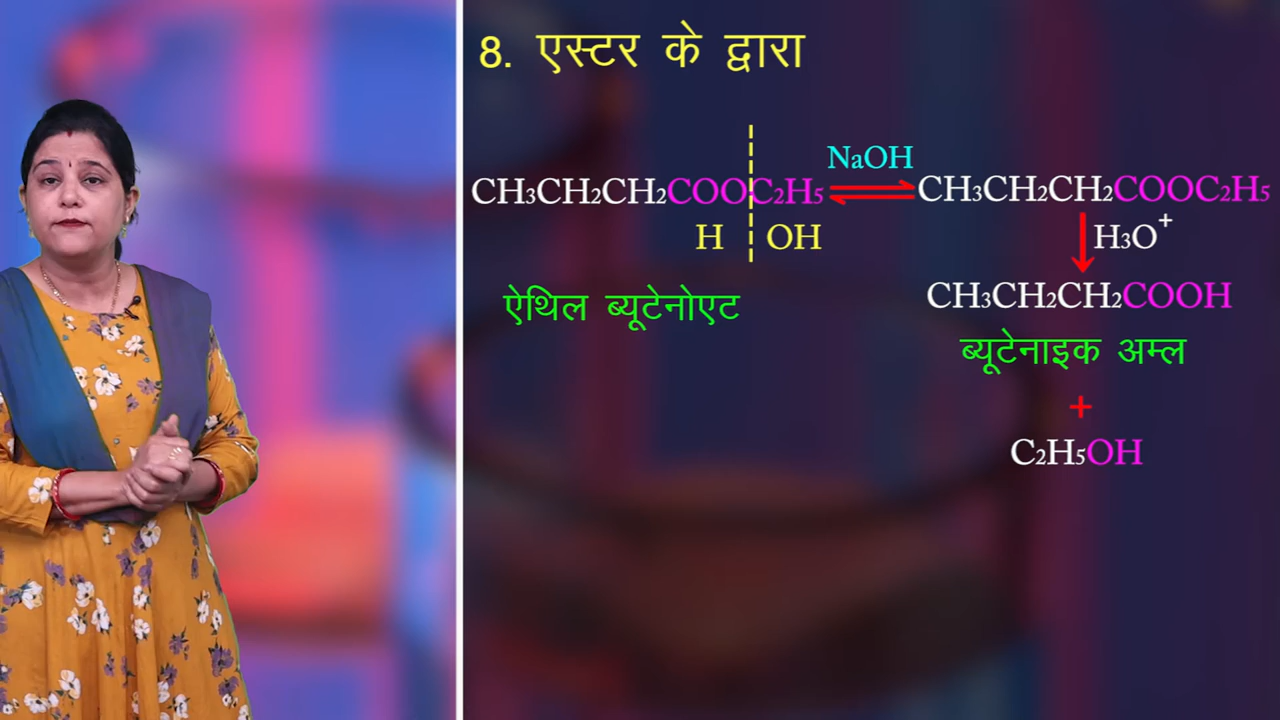 8. एस्टर के द्वारा
NaOH
CH₃CH₂CH₂COOC₂H₅ ⇌ CH₃CH₂CH₂COOC₂H₅
H OH
H₃O⁺
CH₃CH₂CH₂COOH
ऐथिल ब्यूटेनोएट
ब्यूटेनाइक अम्ल
+
C₂H₅OH